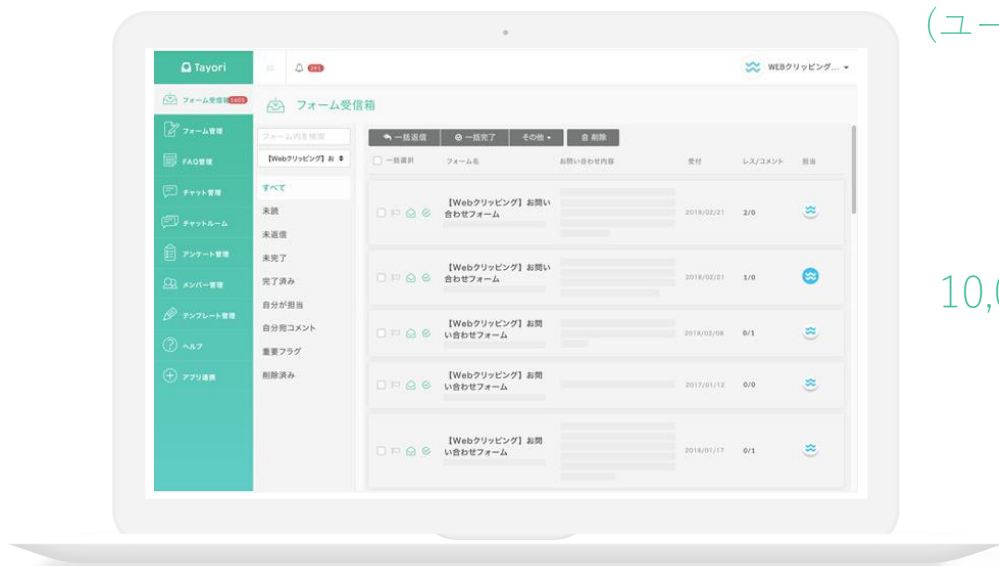 (ユー
Tayori
WEBクリッピング...
フォーム受信箱
フォーム受信箱
フォーム管理
FAQ管理
チャット管理
チャットルーム
アンケート管理
メンバー管理
テンプレート管理
ヘルプ
アプリ連携
フォーム内を検索
【Webクリッピング】お
すべて
未読
未返信
未完了
完了済み
自分が担当
自分宛コメント
重要フラグ
削除済み
一括返信 一括完了 その他 削除
一括選択 フォーム名 お問い合わせ内容 受付 レス/コメント 担当
【Webクリッピング】お問い
合わせフォーム
2018/02/21 2/0
【Webクリッピング】お問い
合わせフォーム
2018/02/21 1/0
【Webクリッピング】お問
い合わせフォーム
2018/02/06 0/1
【Webクリッピング】お問
い合わせフォーム
2017/01/12 0/0
【Webクリッピング】お問
い合わせフォーム
2018/01/17 0/1
10,0